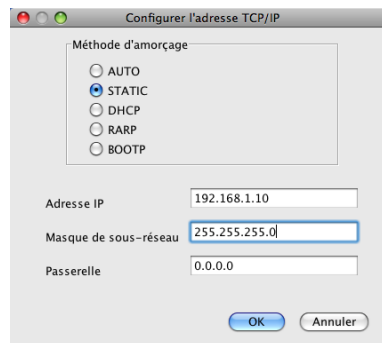 Configurer l'adresse TCP/IP
Méthode d'amorçage
AUTO
STATIC
DHCP
RARP
BOOTP
Adresse IP 192.168.1.10
Masque de sous-réseau 255.255.255.0
Passerelle 0.0.0.0
OK Annuler